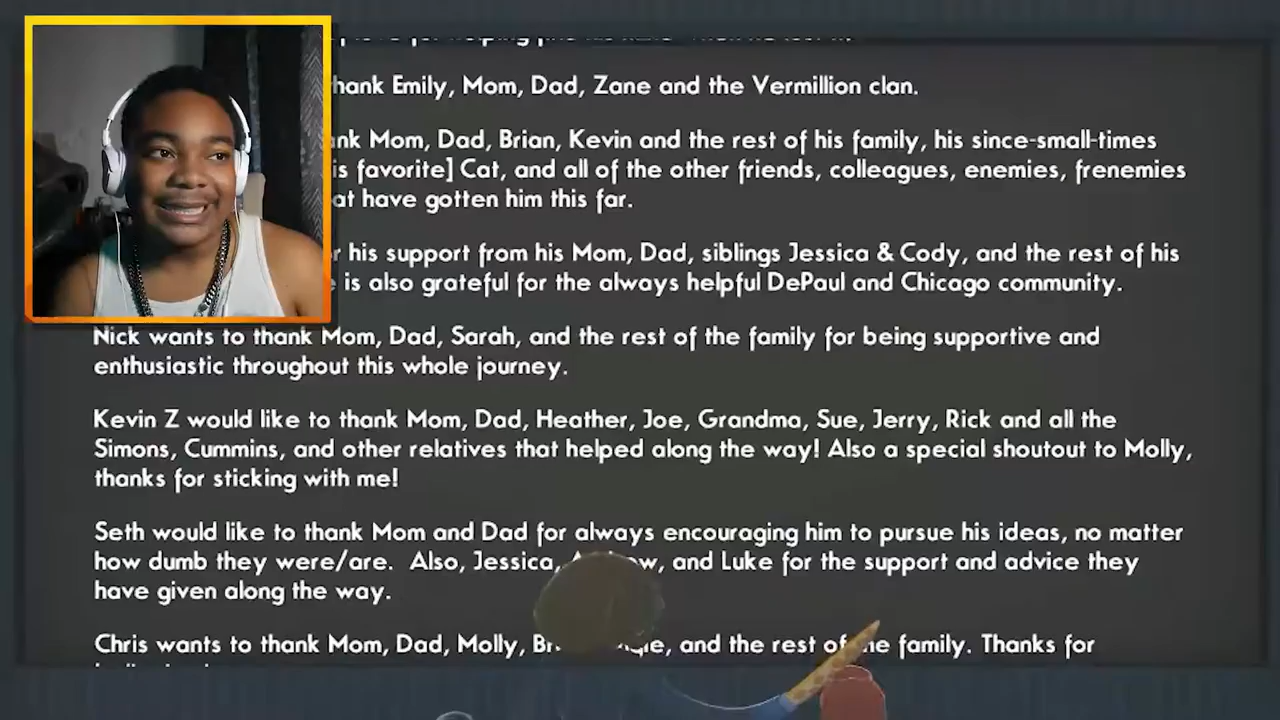 hank Emily, Mom, Dad, Zane and the Vermillion clan.
nk Mom, Dad, Brian, Kevin and the rest of his family, his since-small-times
is favorite] Cat, and all of the other friends, colleagues, enemies, frenemies
at have gotten him this far.
r his support from his Mom, Dad, siblings Jessica & Cody, and the rest of his
is also grateful for the always helpful DePaul and Chicago community.
Nick wants to thank Mom, Dad, Sarah, and the rest of the family for being supportive and
enthusiastic throughout this whole journey.
Kevin Z would like to thank Mom, Dad, Heather, Joe, Grandma, Sue, Jerry, Rick and all the
Simons, Cummins, and other relatives that helped along the way! Also a special shoutout to Molly,
thanks for sticking with me!
Seth would like to thank Mom and Dad for always encouraging him to pursue his ideas, no matter
how dumb they were/are. Also, Jessica, and Luke for the support and advice they
have given along the way.
Chris wants to thank Mom, Dad, Molly, and the rest of the family. Thanks for